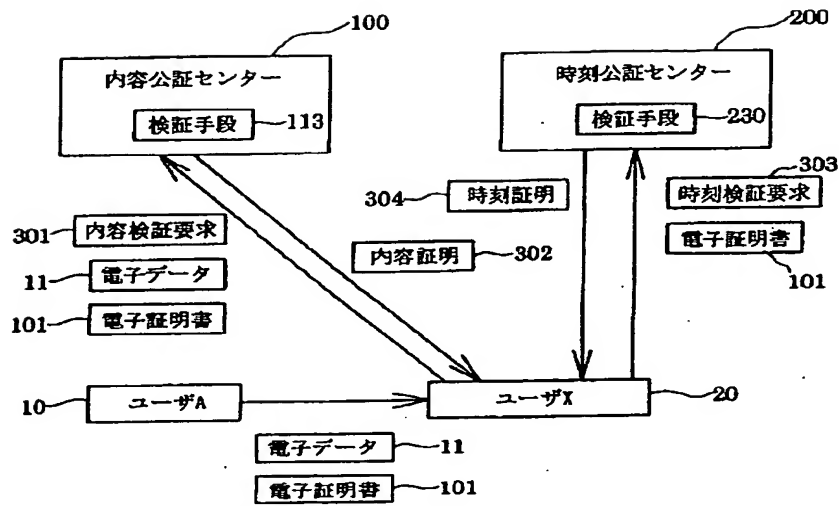 100
200
内容公証センター
時刻公証センター
検証手段
113
検証手段
230
303
304
時刻証明
時刻検証要求
301
内容検証要求
内容証明
302
電子証明書
11
電子データ
101
101
電子証明書
10
ユーザA
ユーザX
20
電子データ
11
電子証明書
101